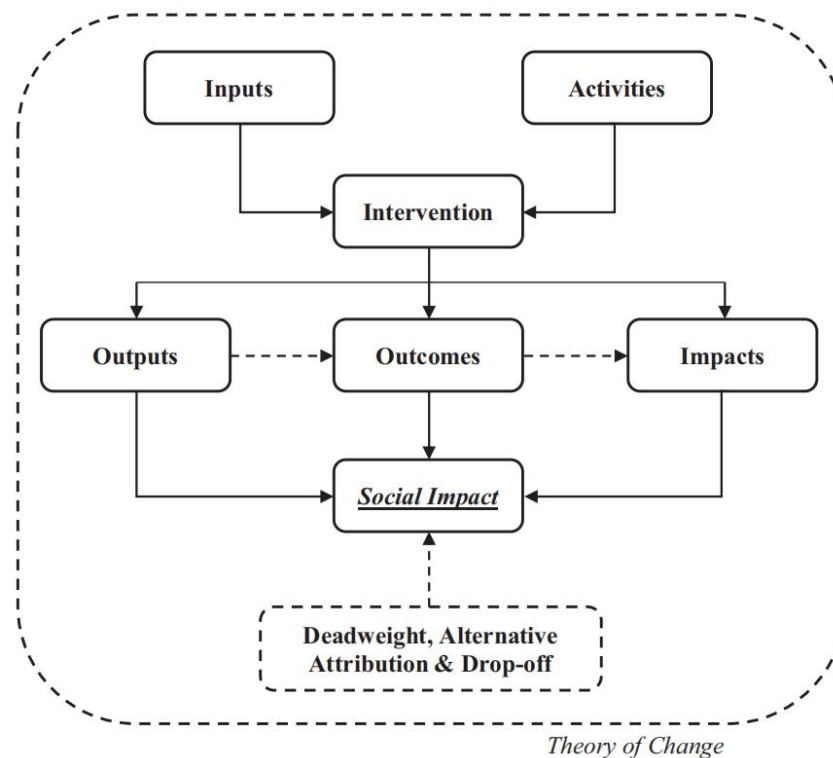 Inputs
Activities
Intervention
Outputs
Outcomes
Impacts
Social Impact
Deadweight, Alternative
Attribution & Drop-off
Theory of Change